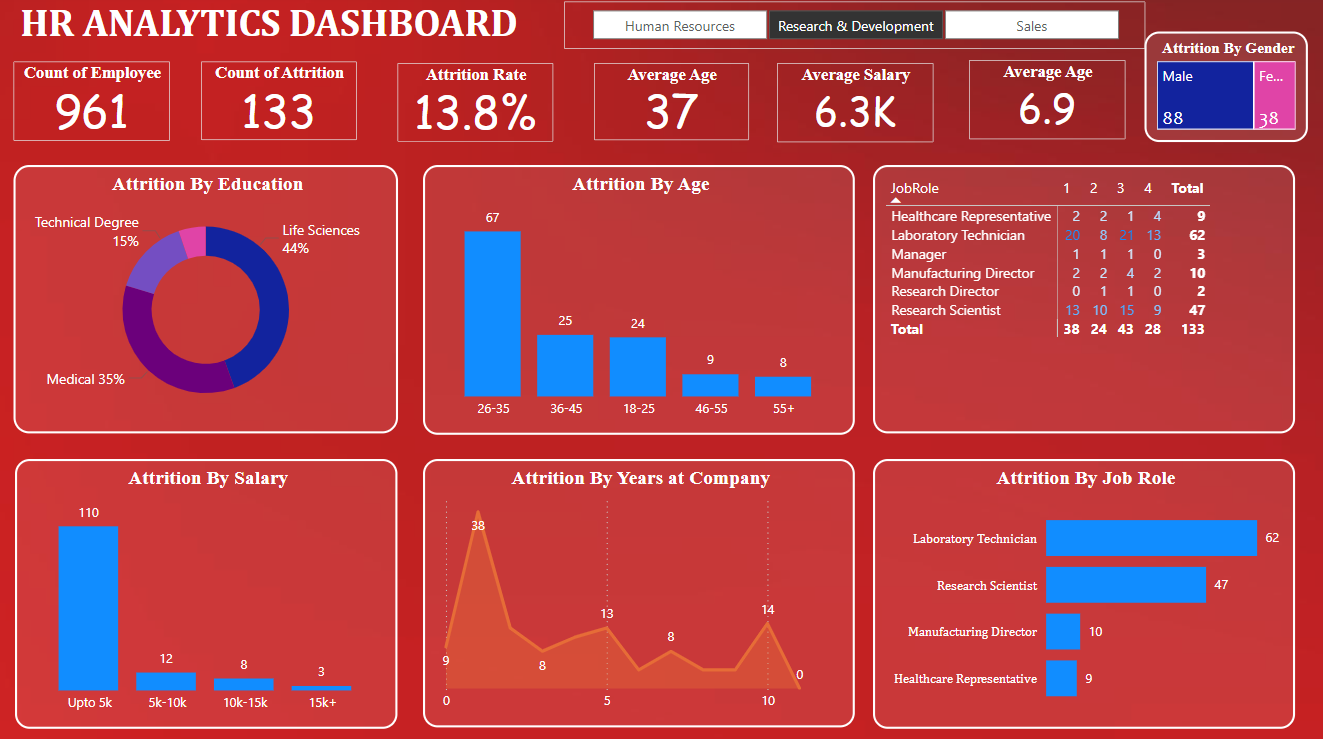 HR ANALYTICS DASHBOARD
Human Resources
Research & Development
Sales
Count of Employee
961
Count of Attrition
133
Attrition Rate
13.8%
Average Age
37
Average Salary
6.3K
Average Age
6.9
Attrition By Gender
Male
Fe...
88
38
Attrition By Education
Technical Degree
15%
Life Sciences
44%
Medical 35%
Attrition By Age
67
25
24
9
8
26-35
36-45
18-25
46-55
55+
JobRole 1 2 3 4 Total
Healthcare Representative 2 2 1 4 9
Laboratory Technician 20 8 21 13 62
Manager 1 1 1 0 3
Manufacturing Director 2 2 4 2 10
Research Director 0 1 1 0 2
Research Scientist 13 10 15 9 47
Total 38 24 43 28 133
Attrition By Salary
110
12
8
3
Upto 5k
5k-10k
10k-15k
15k+
Attrition By Years at Company
38
9
8
13
8
14
0
0
5
10
Attrition By Job Role
Laboratory Technician 62
Research Scientist 47
Manufacturing Director 10
Healthcare Representative 9